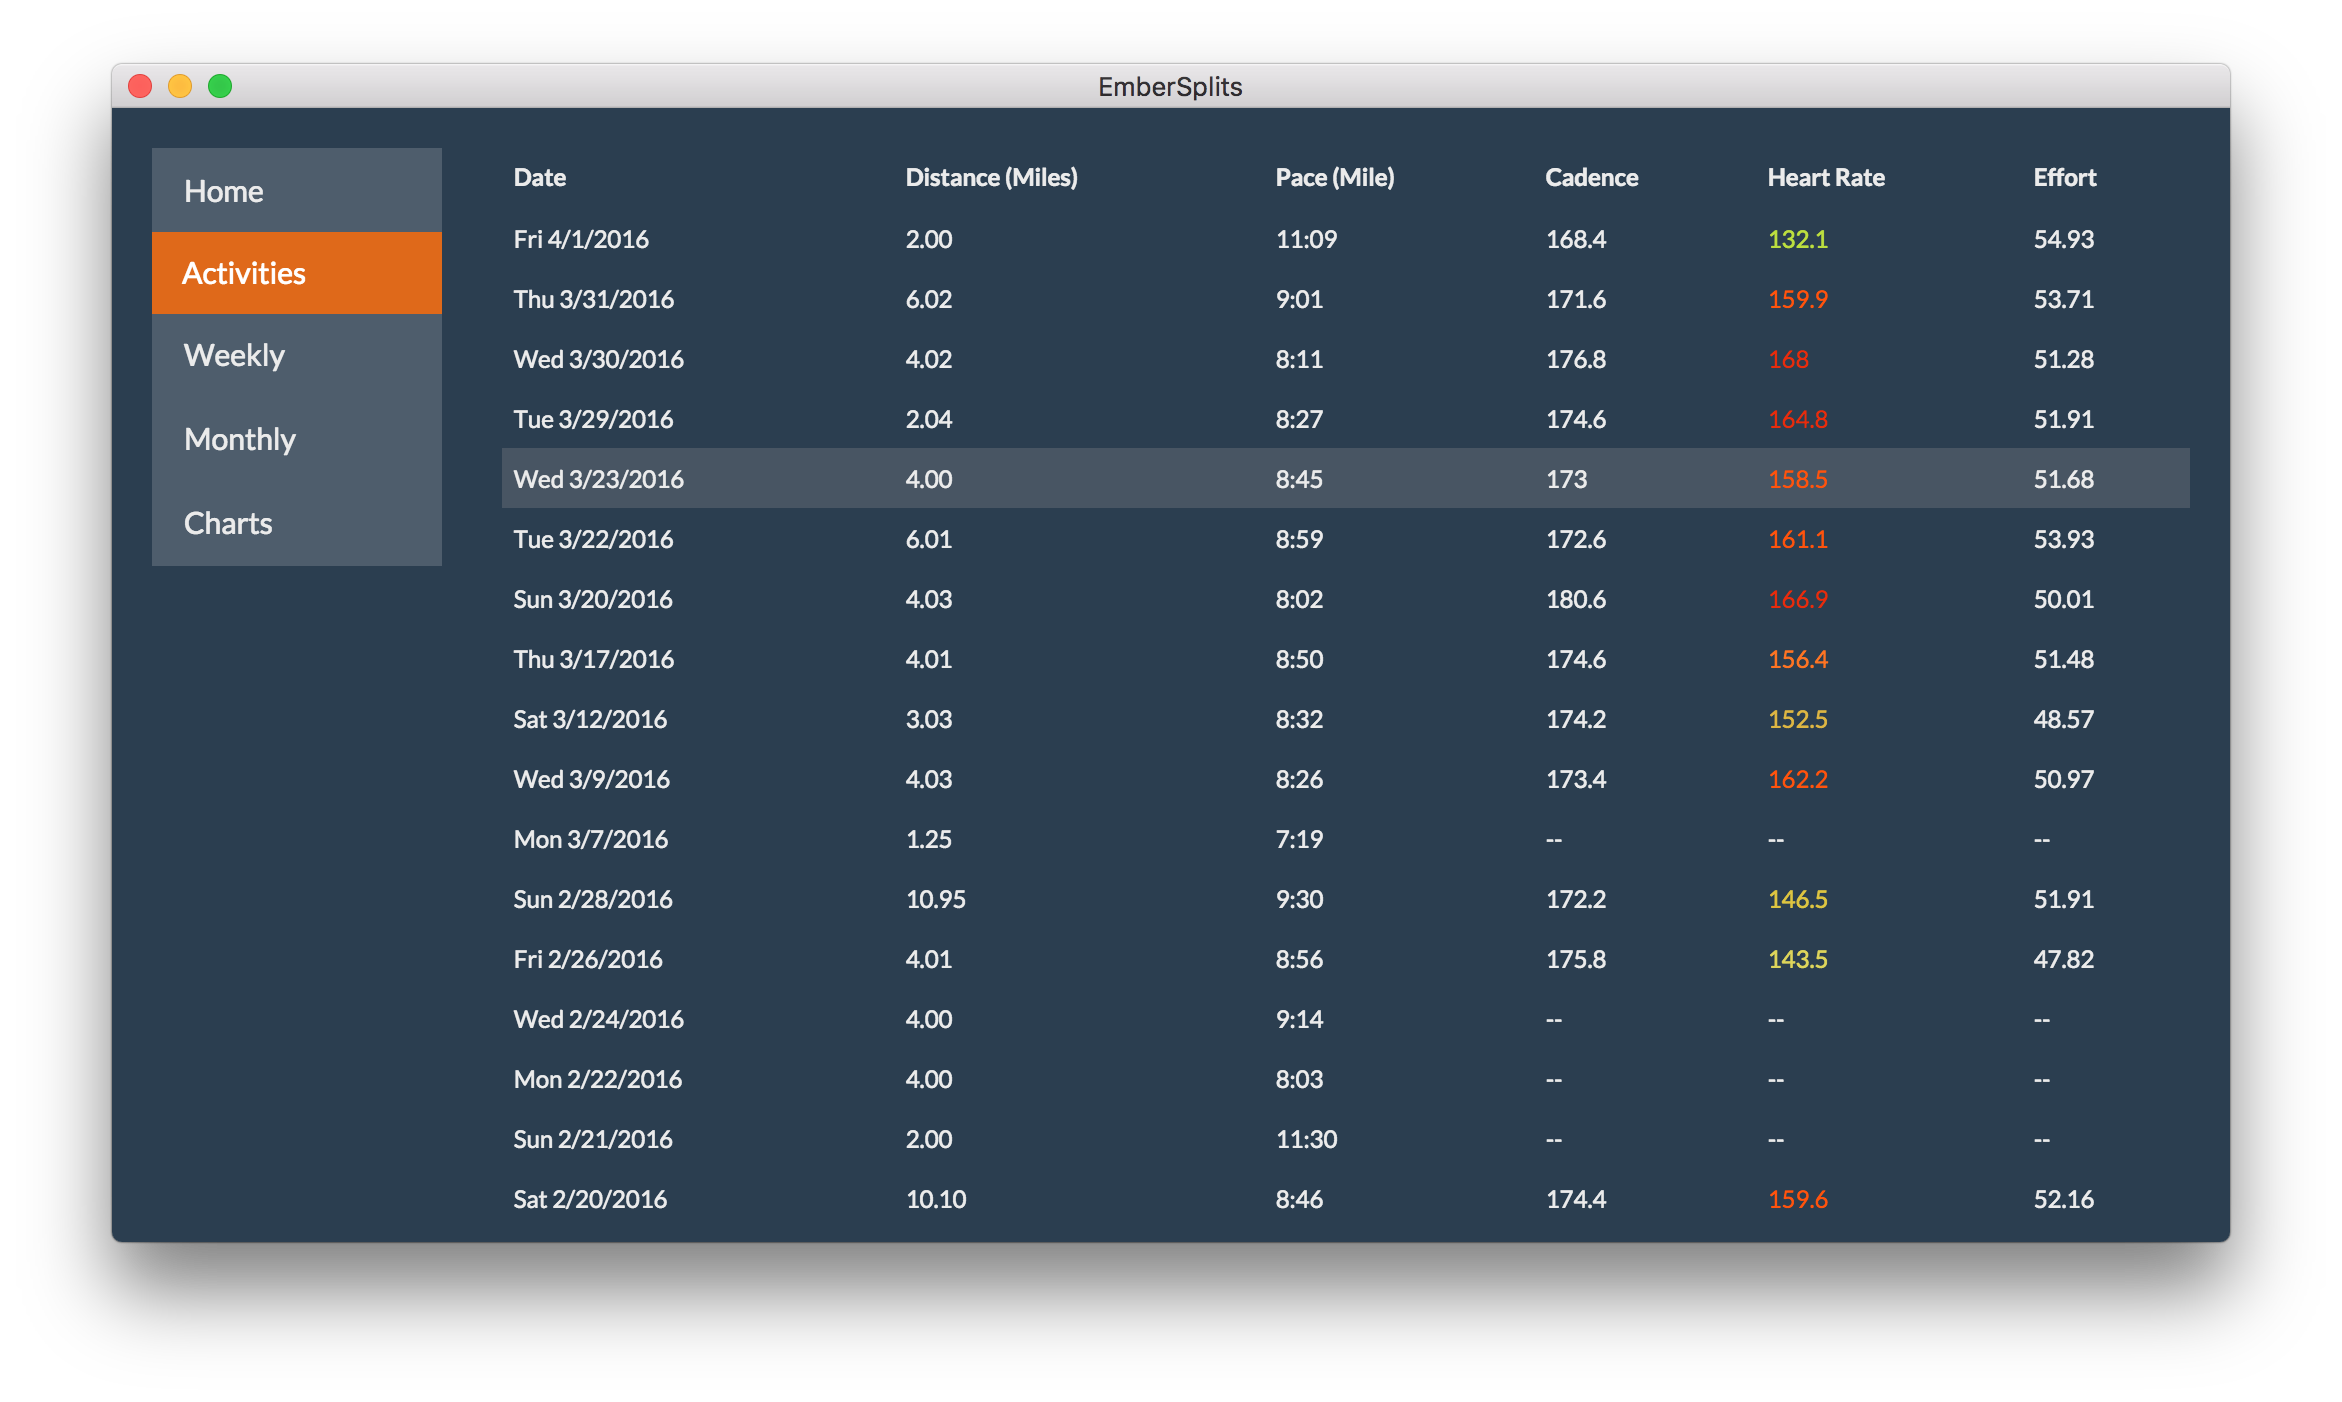 EmberSplits
Home
Activities
Weekly
Monthly
Charts
Date Distance (Miles) Pace (Mile) Cadence Heart Rate Effort
Fri 4/1/2016 2.00 11:09 168.4 132.1 54.93
Thu 3/31/2016 6.02 9:01 171.6 159.9 53.71
Wed 3/30/2016 4.02 8:11 176.8 168 51.28
Tue 3/29/2016 2.04 8:27 174.6 164.8 51.91
Wed 3/23/2016 4.00 8:45 173 158.5 51.68
Tue 3/22/2016 6.01 8:59 172.6 161.1 53.93
Sun 3/20/2016 4.03 8:02 180.6 166.9 50.01
Thu 3/17/2016 4.01 8:50 174.6 156.4 51.48
Sat 3/12/2016 3.03 8:32 174.2 152.5 48.57
Wed 3/9/2016 4.03 8:26 173.4 162.2 50.97
Mon 3/7/2016 1.25 7:19 -- -- --
Sun 2/28/2016 10.95 9:30 172.2 146.5 51.91
Fri 2/26/2016 4.01 8:56 175.8 143.5 47.82
Wed 2/24/2016 4.00 9:14 -- -- --
Mon 2/22/2016 4.00 8:03 -- -- --
Sun 2/21/2016 2.00 11:30 -- -- --
Sat 2/20/2016 10.10 8:46 174.4 159.6 52.16